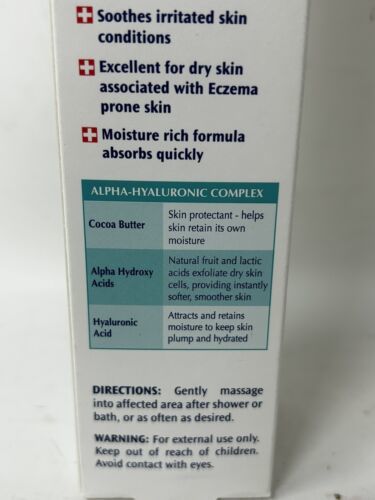 Soothes irritated skin
conditions
Excellent for dry skin
associated with Eczema
prone skin
Moisture rich formula
absorbs quickly
ALPHA-HYALURONIC COMPLEX
Cocoa Butter
Skin protectant - helps
skin retain its own
moisture
Alpha Hydroxy
Acids
Natural fruit and lactic
acids exfoliate dry skin
cells, providing instantly
softer, smoother skin
Hyaluronic
Acid
Attracts and retains
moisture to keep skin
plump and hydrated
DIRECTIONS: Gently massage
into affected area after shower or
bath, or as often as desired.
WARNING: For external use only.
Keep out of reach of children.
Avoid contact with eyes.